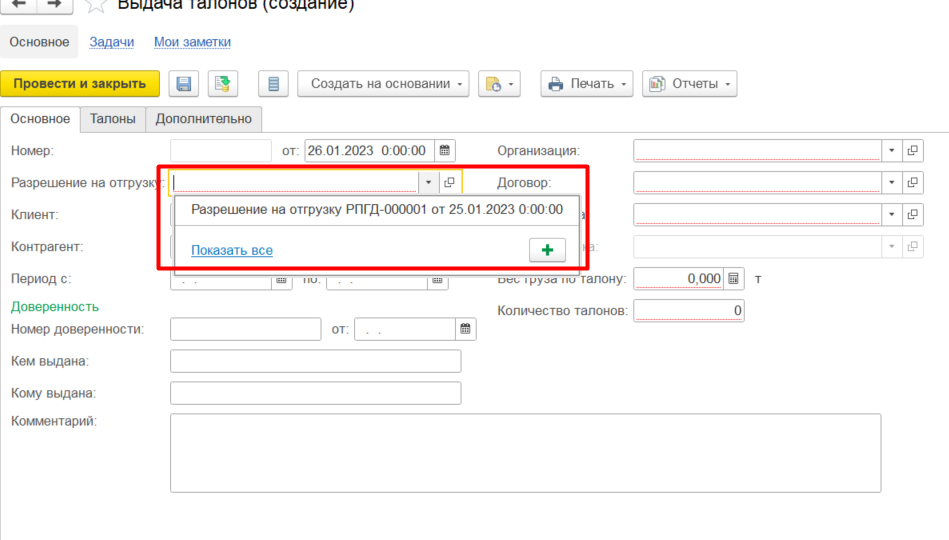 Выдача талонов (создание)
Основное Задачи Мои заметки
Провести и закрыть Создать на основании Печать Отчеты
Основное Талоны Дополнительно
Номер: от: 26.01.2023 0:00:00 Организация:
Разрешение на отгрузку: Договор:
Разрешение на отгрузку РПГД-000001 от 25.01.2023 0:00:00
Клиент:
Показать все
Контрагент:
Период с: . . по: . . Вес груза по талону: 0,000 т
Доверенность
Количество талонов: 0
Номер доверенности: от: . .
Кем выдана:
Кому выдана:
Комментарий: